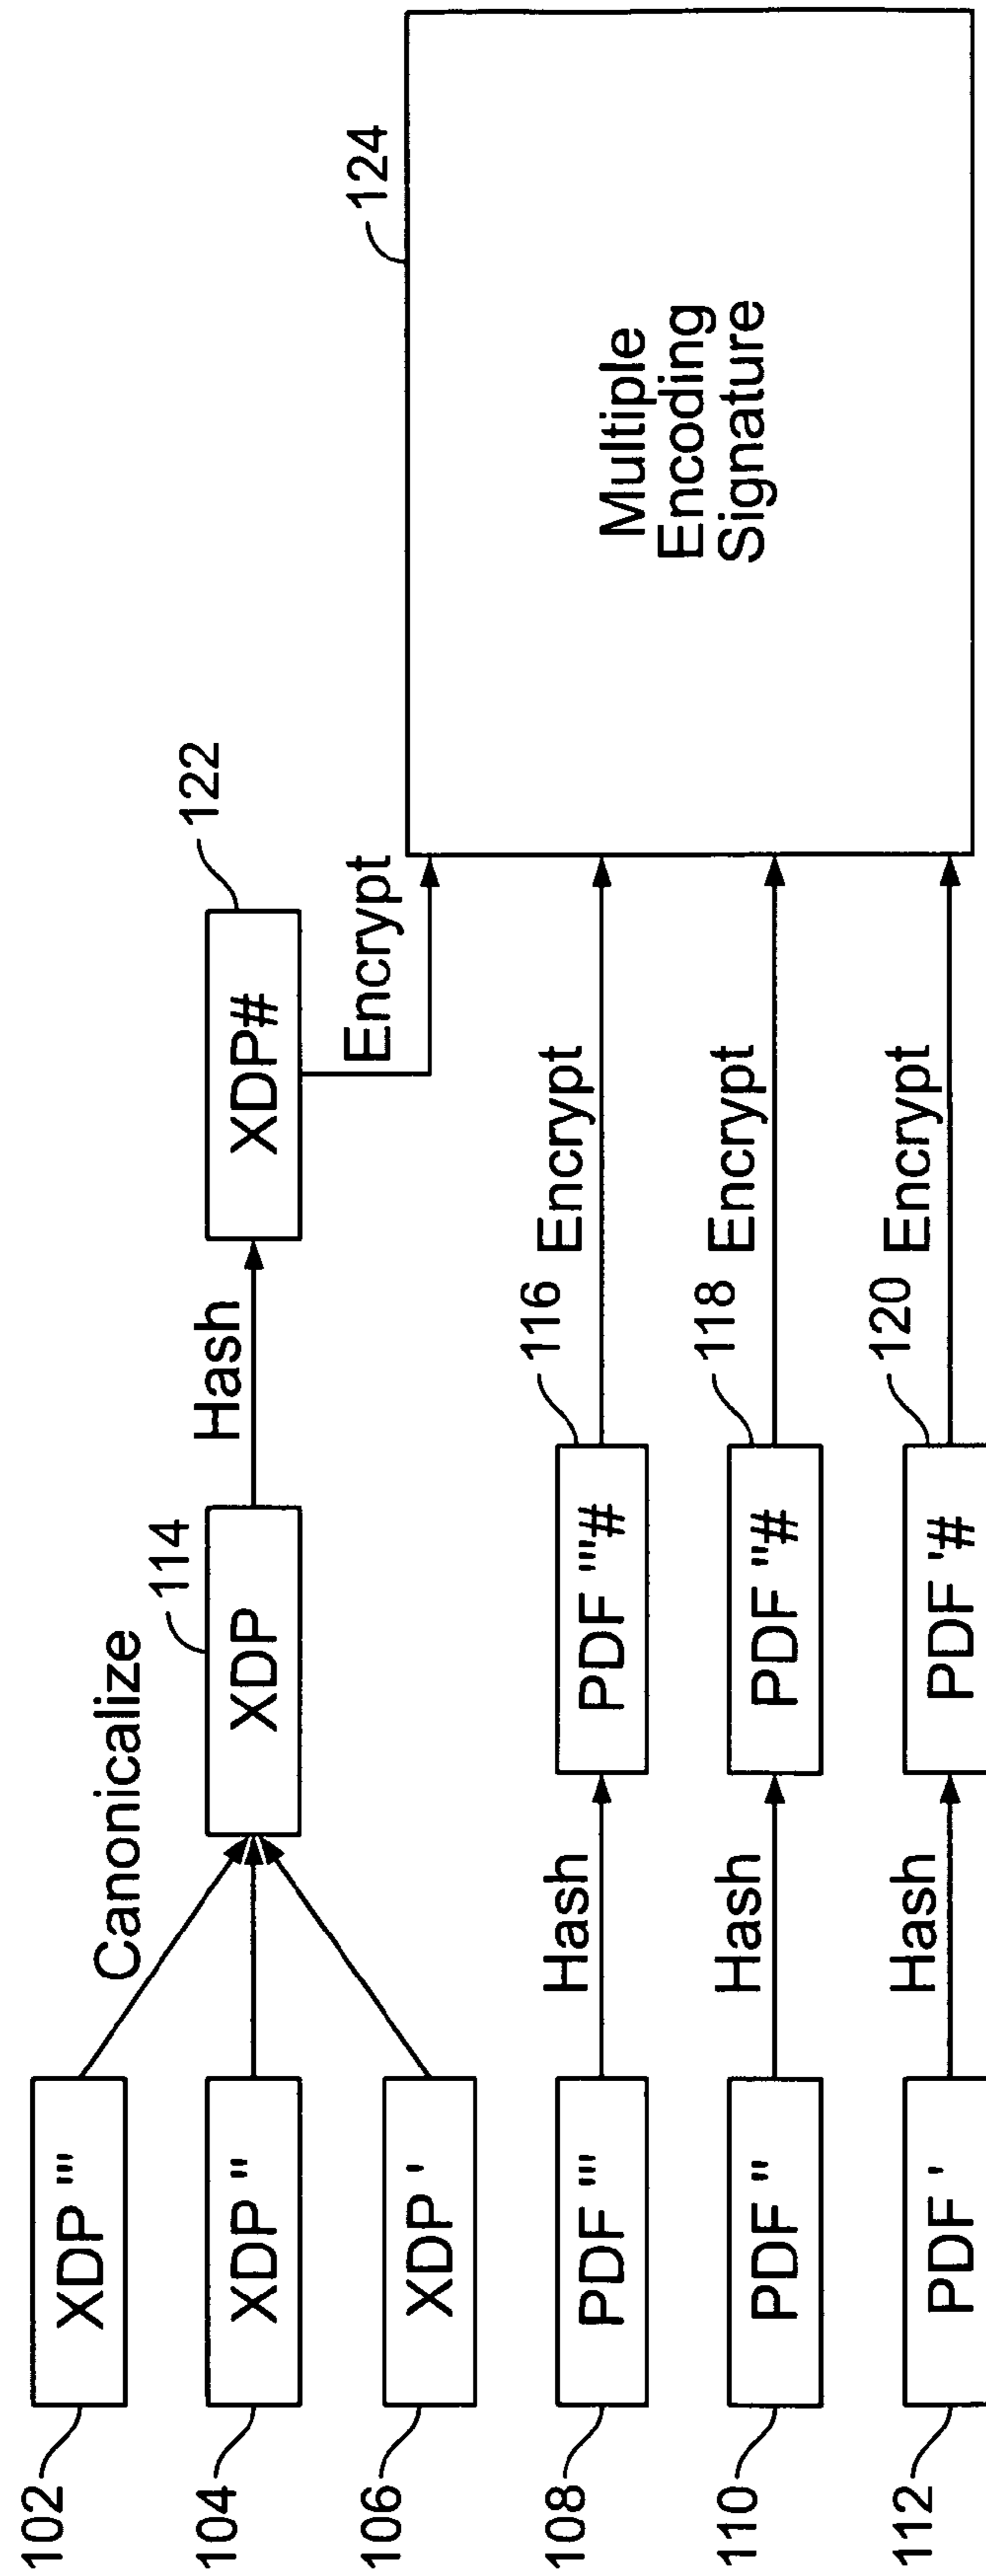 102
XDP '''
104
XDP ''
106
XDP '
108
PDF '''
110
PDF ''
112
PDF '
Canonicalize
114
XDP
Hash
122
XDP#
Encrypt
Hash
116
PDF '''#
Encrypt
Hash
118
PDF ''#
Encrypt
Hash
120
PDF '#
Encrypt
124
Multiple
Encoding
Signature